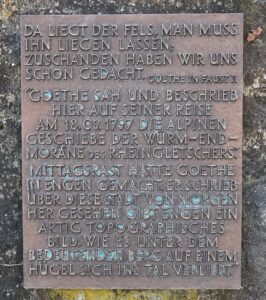 DA LIEGT DER FELS, MAN MUSS
IHN LIEGEN LASSEN,
ZUSCHANDEN HABEN WIR UNS
SCHON GEDACHT. GOETHE IN FAUST II
"GOETHE SAH UND BESCHRIEB
HIER AUF SEINER REISE
AM 18.09.1797 DIE ALPINEN
GESCHIEBE DER WÜRM-END-
MORÄNE DES RHEINGLETSCHERS"
MITTAGSRAST HATTE GOETHE
IN ENGEN GEMACHT, ER SCHRIEB
ÜBER DIESE STADT "VON MORGEN
HER GESEHEN GIBT ENGEN EIN
ARTIG TOPOGRAPHISCHES
BILD, WIE ES UNTER DEM
BEDEUTENDEN BERG AUF EINEM
HÜGEL SICH INS TAL VERLIERT."